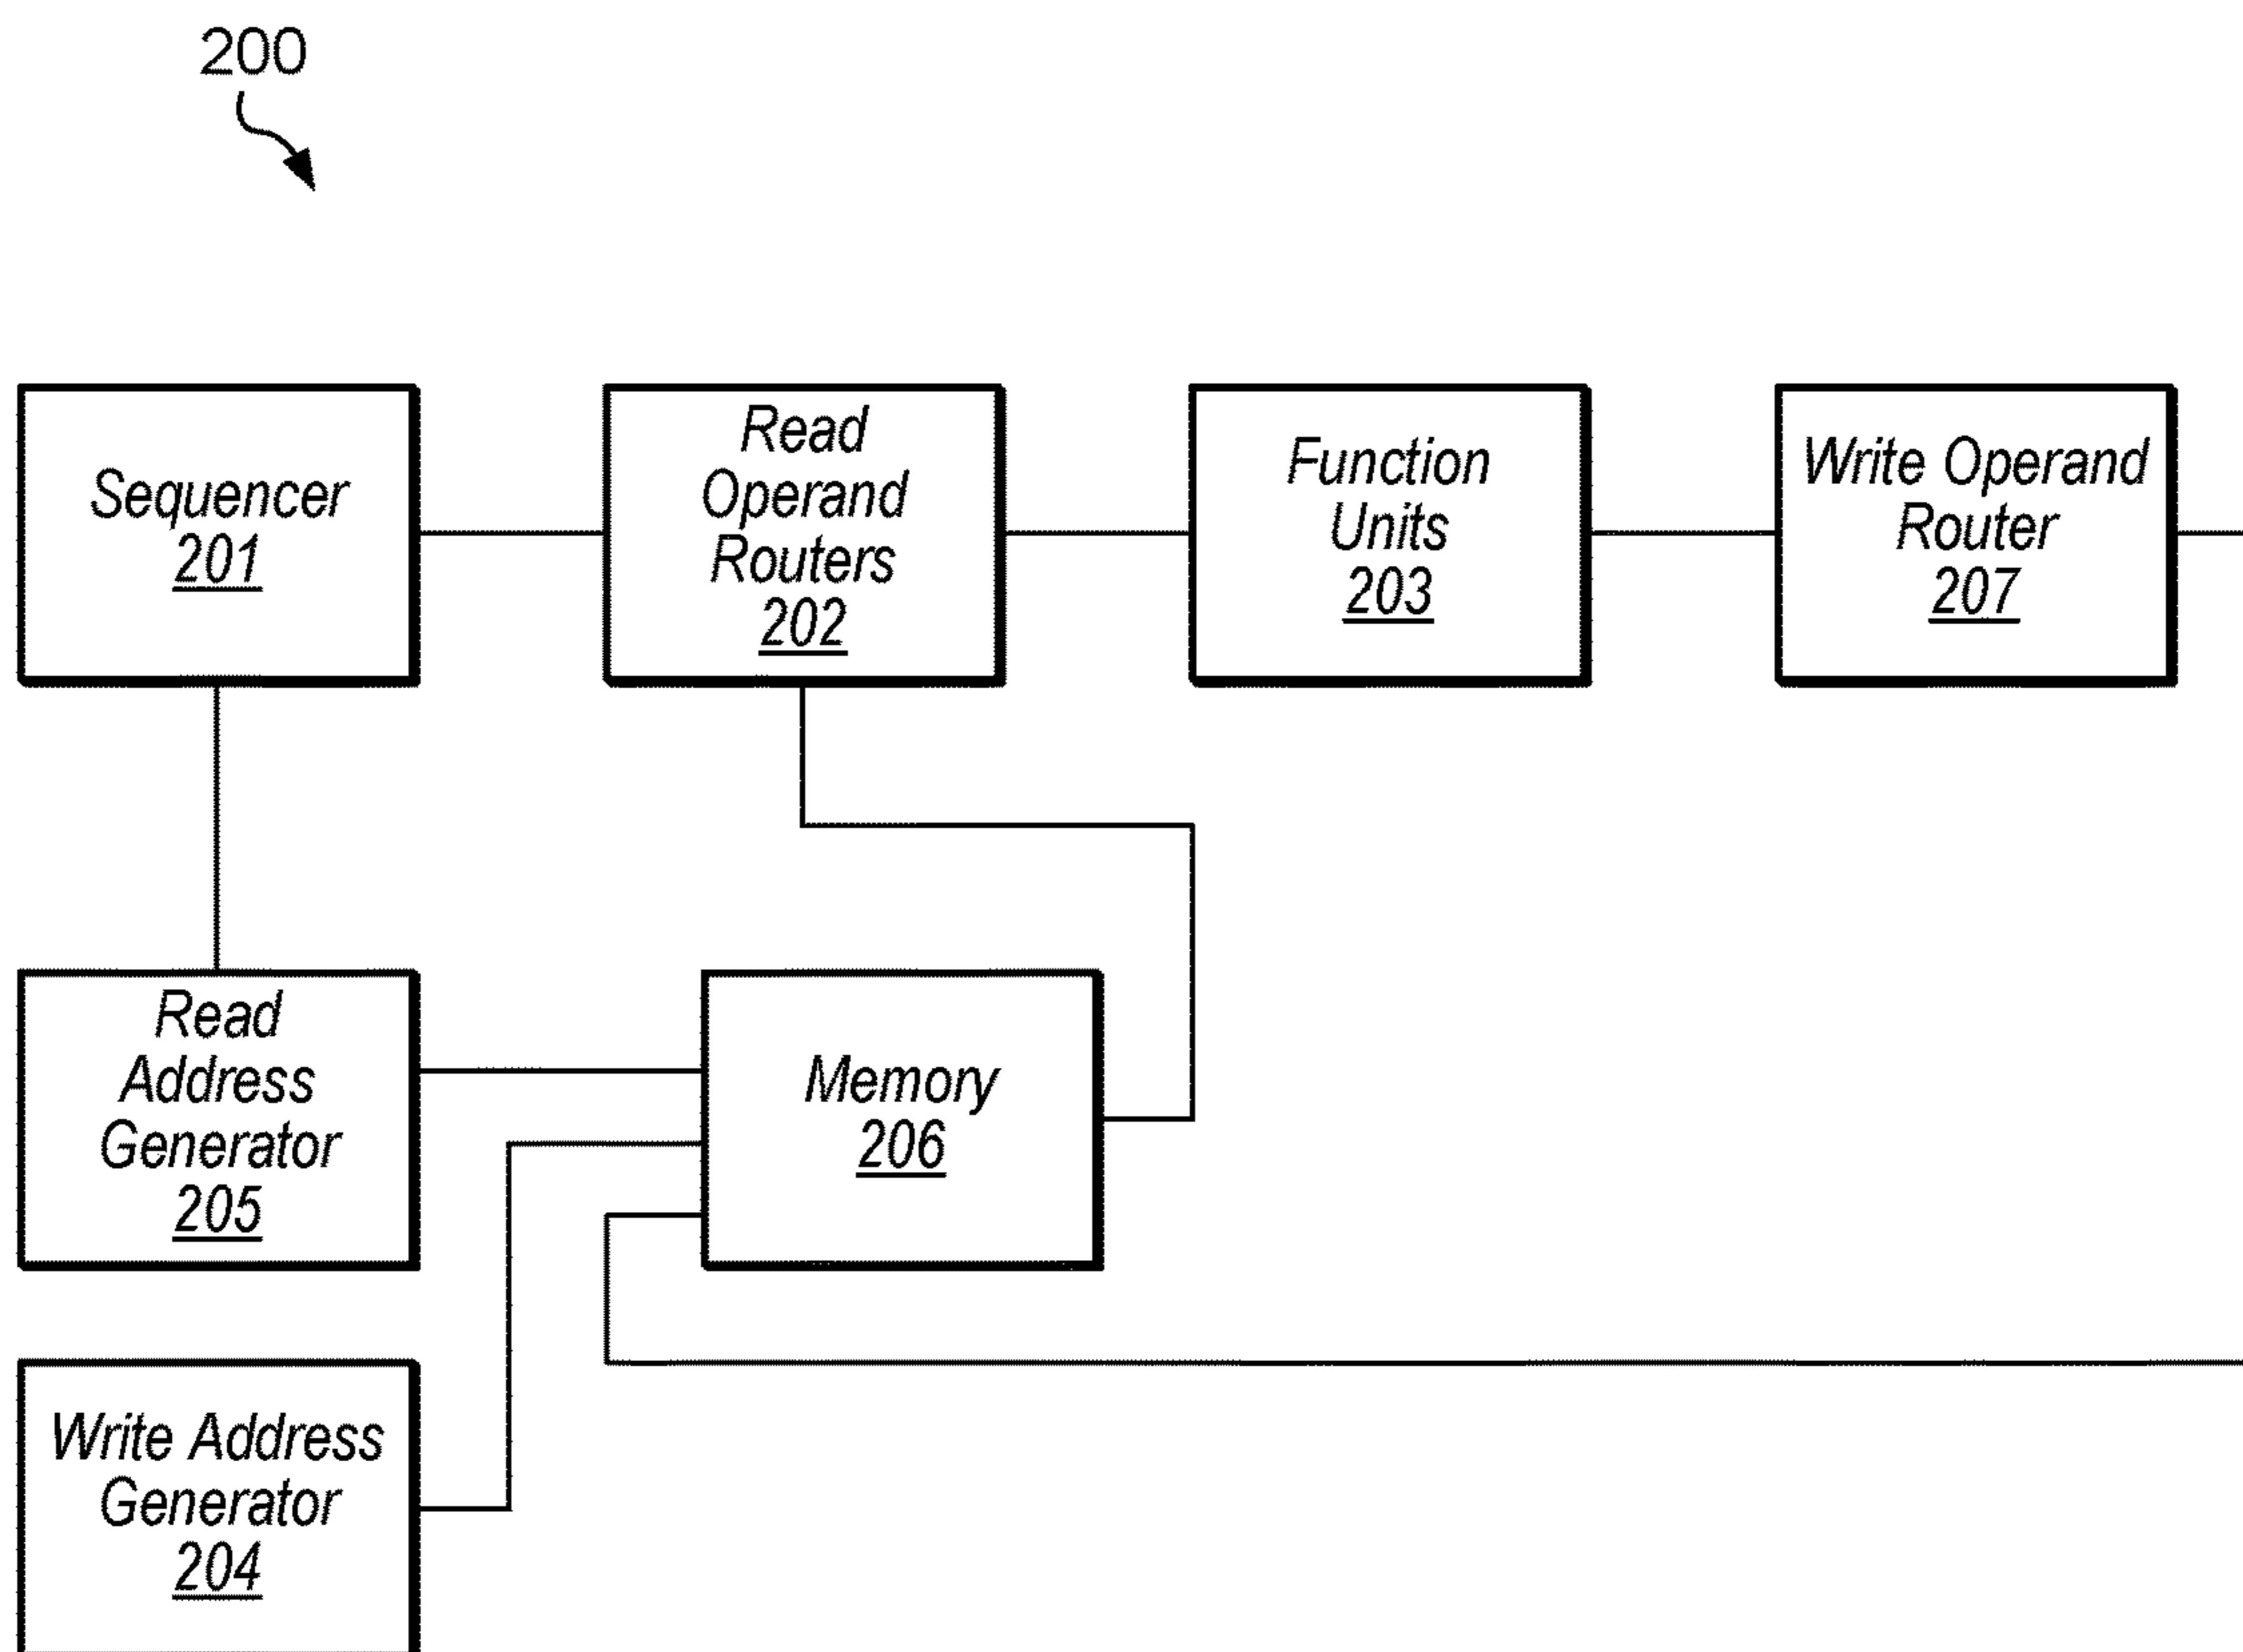 200
Sequencer
201
Read
Operand
Routers
202
Function
Units
203
Write Operand
Router
207
Read
Address
Generator
205
Memory
206
Write Address
Generator
204